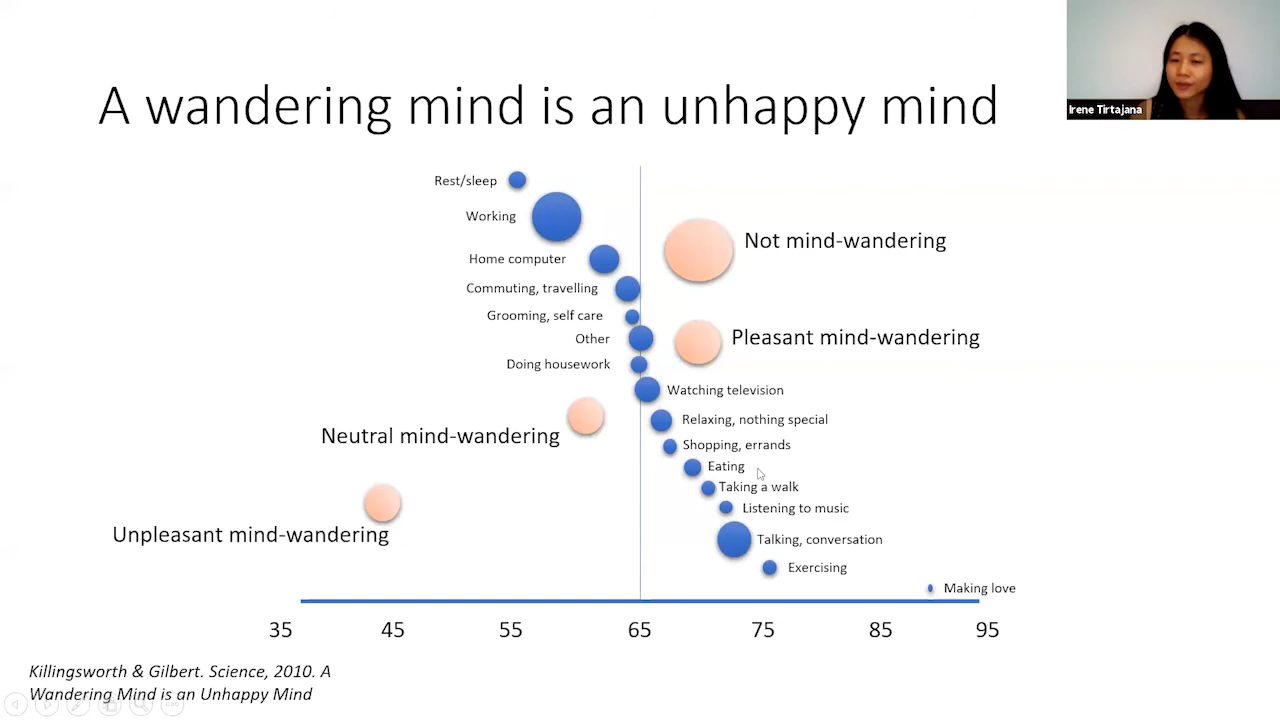 A wandering mind is an unhappy mind
Irene Tirtajana
Rest/sleep
Working
Not mind-wandering
Home computer
Commuting, travelling
Grooming, self care
Other
Pleasant mind-wandering
Doing housework
Watching television
Relaxing, nothing special
Neutral mind-wandering
Shopping, errands
Eating
Taking a walk
Listening to music
Unpleasant mind-wandering
Talking, conversation
Exercising
Making love
35 45 55 65 75 85 95
Killingsworth & Gilbert. Science, 2010. A
Wandering Mind is an Unhappy Mind